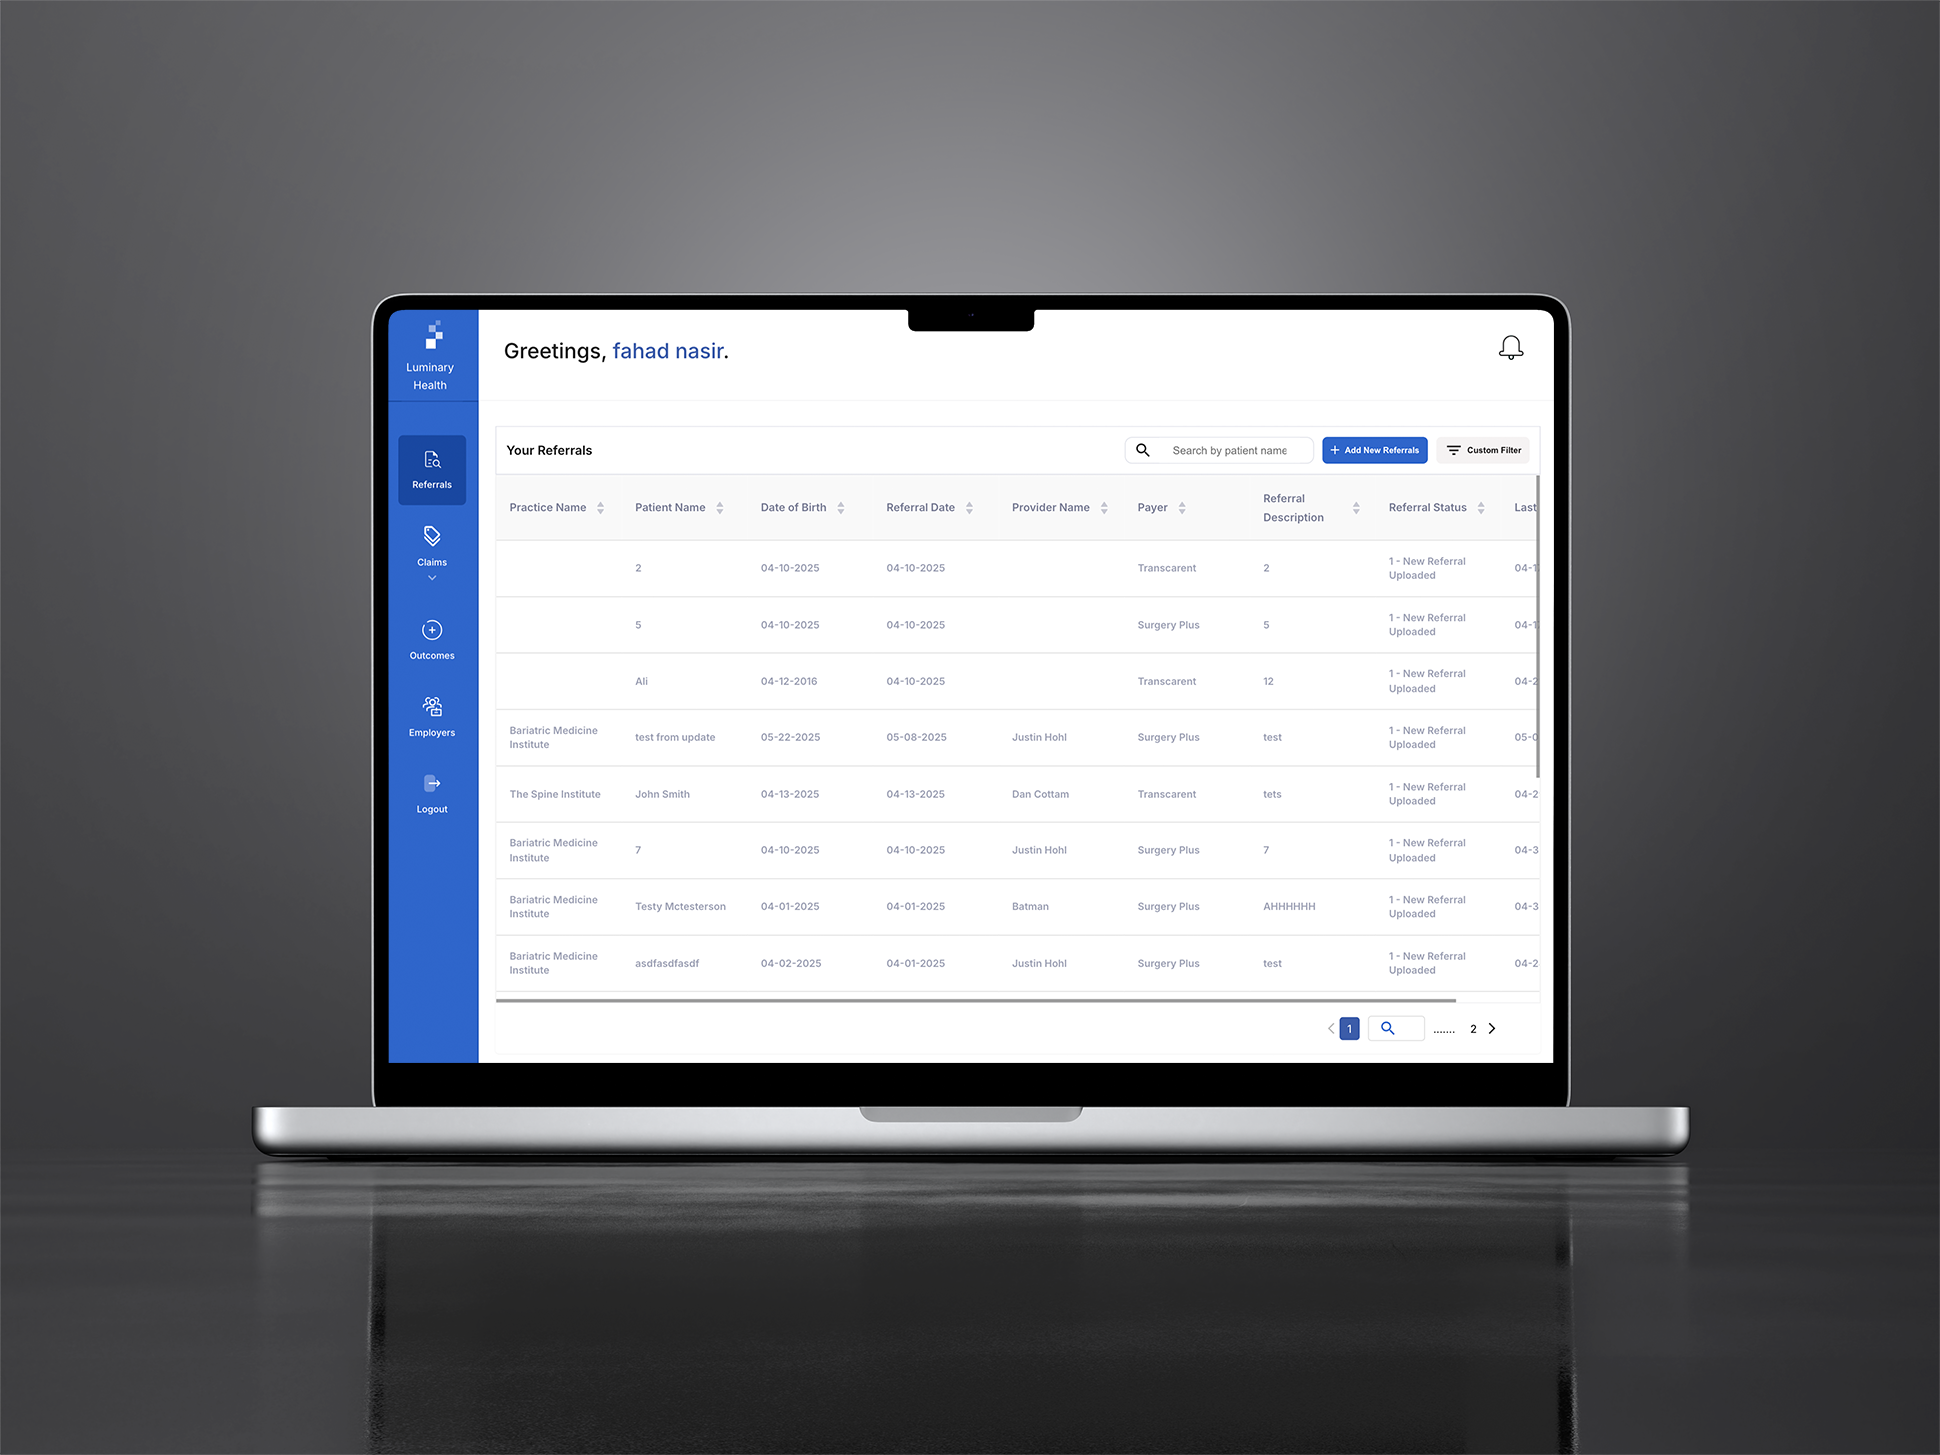 Luminary
Health
Greetings, fahad nasir.
Referrals
Claims
Outcomes
Employers
Logout
Your Referrals
Search by patient name
+ Add New Referrals
Custom Filter
Practice Name
Patient Name
Date of Birth
Referral Date
Provider Name
Payer
Referral
Description
Referral Status
Last
2 04-10-2025 04-10-2025 Transcarent 2 1 - New Referral
Uploaded
04-1
5 04-10-2025 04-10-2025 Surgery Plus 5 1 - New Referral
Uploaded
04-1
Ali 04-12-2016 04-10-2025 Transcarent 12 1 - New Referral
Uploaded
04-2
Bariatric Medicine
Institute
test from update 05-22-2025 05-08-2025 Justin Hohl Surgery Plus test 1 - New Referral
Uploaded
05-0
The Spine Institute John Smith 04-13-2025 04-13-2025 Dan Cottam Transcarent tets 1 - New Referral
Uploaded
04-2
Bariatric Medicine
Institute
7 04-10-2025 04-10-2025 Justin Hohl Surgery Plus 7 1 - New Referral
Uploaded
04-3
Bariatric Medicine
Institute
Testy Mctesterson 04-01-2025 04-01-2025 Batman Surgery Plus AHHHHHH 1 - New Referral
Uploaded
04-3
Bariatric Medicine
Institute
asdfasdfasdf 04-02-2025 04-01-2025 Justin Hohl Surgery Plus test 1 - New Referral
Uploaded
04-2
1 ....... 2